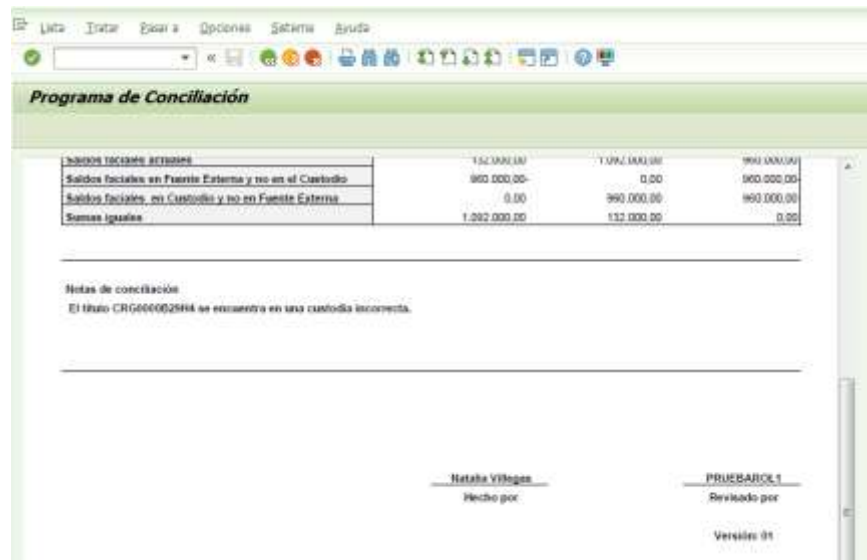 Lista Tratar Pasar a Opciones Sistema Ayuda
Programa de Conciliación
Saldos faciales actuales 132.000,00 1.092.000,00 960.000,00
Saldos faciales en Fuente Externa y no en el Custodio 960.000,00- 0,00 960.000,00-
Saldos faciales en Custodio y no en Fuente Externa 0,00 960.000,00 960.000,00
Sumas iguales 1.092.000,00 132.000,00 0,00
Notas de conciliación
El título CRG0000B29H4 se encuentra en una custodia incorrecta.
Natalia Villegas PRUEBAROL1
Hecho por Revisado por
Versión: 01